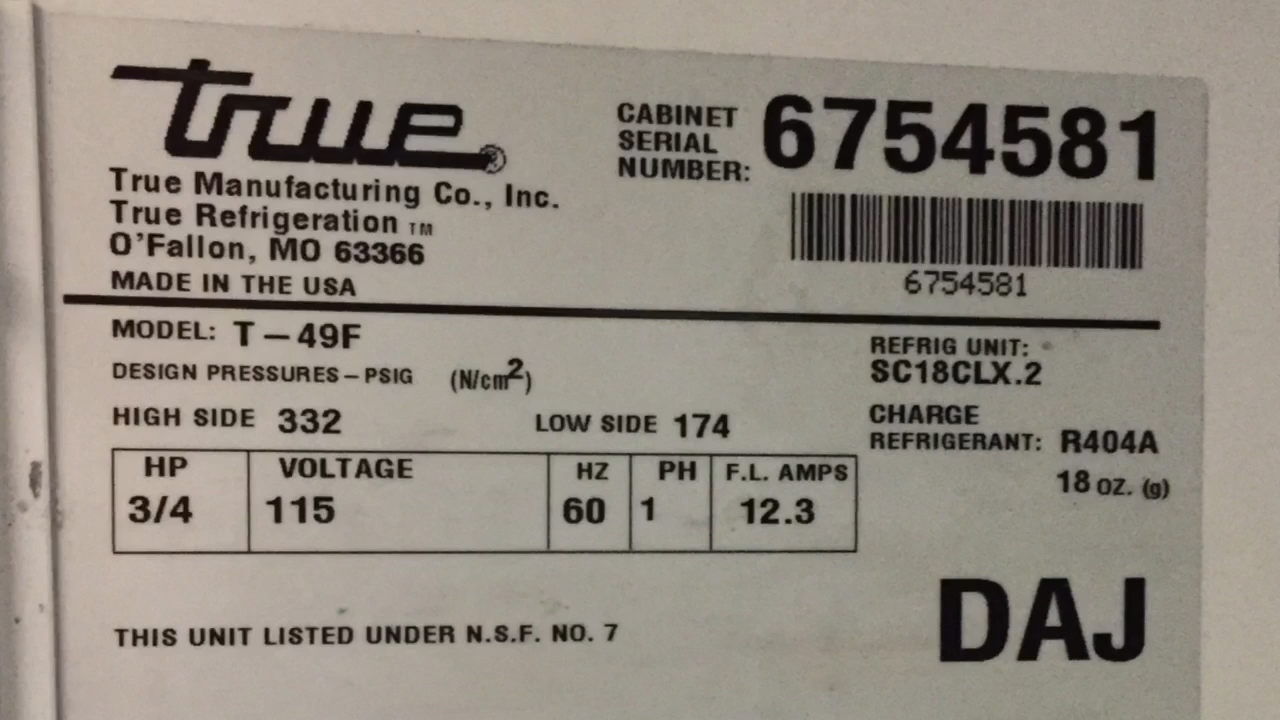 true®
True Manufacturing Co., Inc.
True Refrigeration ™
O'Fallon, MO 63366
MADE IN THE USA
CABINET
SERIAL
NUMBER: 6754581
6754581
MODEL: T-49F
DESIGN PRESSURES-PSIG (N/cm²)
HIGH SIDE 332 LOW SIDE 174
REFRIG UNIT:
SC18CLX.2
CHARGE
REFRIGERANT: R404A
18 oz. (g)
HP VOLTAGE HZ PH F.L. AMPS
3/4 115 60 1 12.3
DAJ
THIS UNIT LISTED UNDER N.S.F. NO. 7